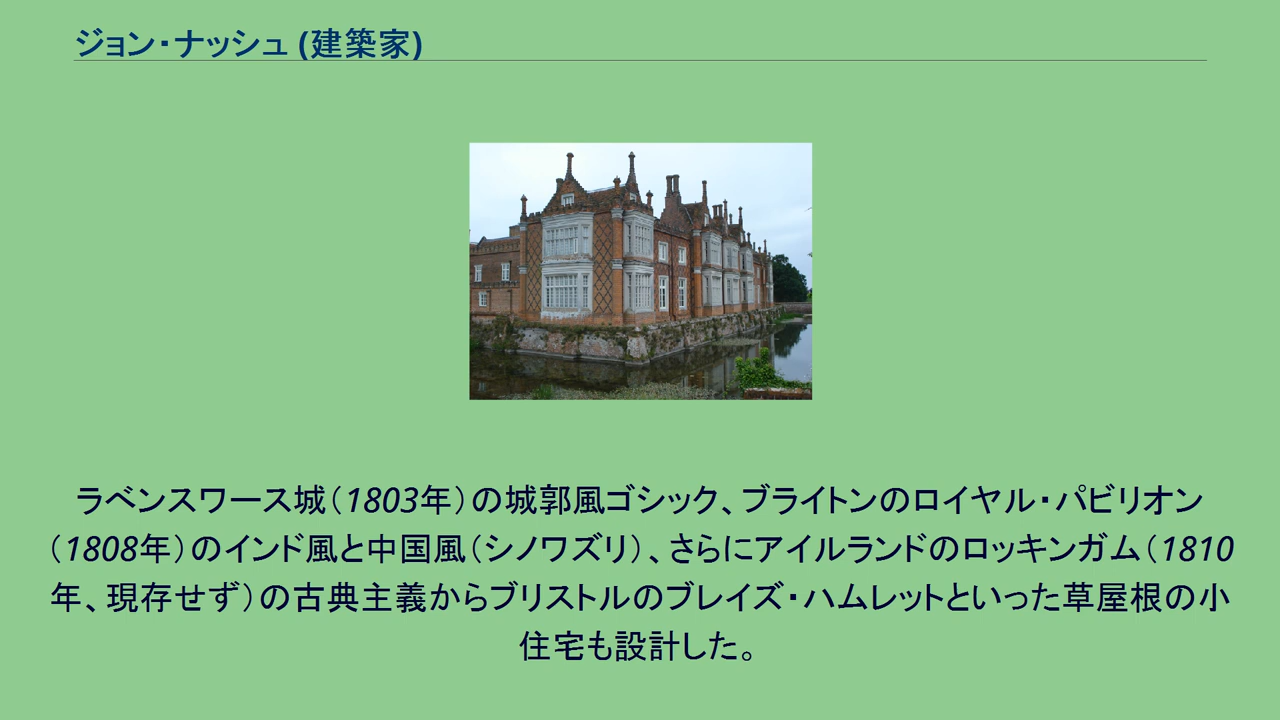 ジョン・ナッシュ (建築家)
ラベンスワース城（1803年）の城郭風ゴシック、ブライトンのロイヤル・パビリオン
（1808年）のインド風と中国風（シノワズリ）、さらにアイルランドのロッキンガム（1810
年、現存せず）の古典主義からブリストルのブレイズ・ハムレットといった草屋根の小
住宅も設計した。